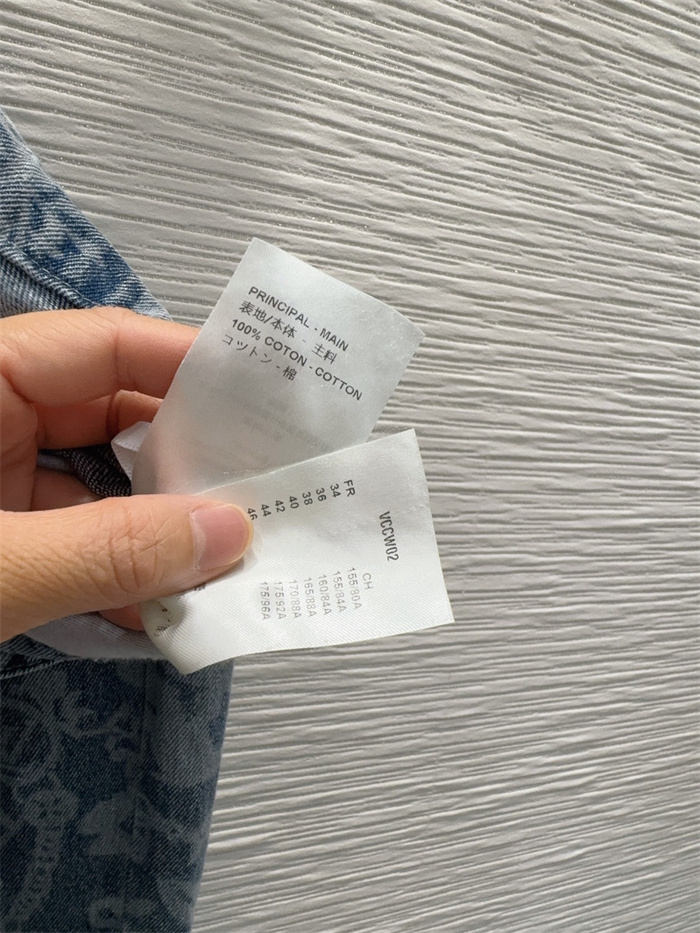 PRINCIPAL - MAIN
表地/本体 - 主料
100% COTON - COTTON
コットン - 棉
VCCW02
FR
34
36
38
40
42
44
46
CH
155/80A
155/84A
160/84A
165/88A
170/88A
175/92A
175/96A